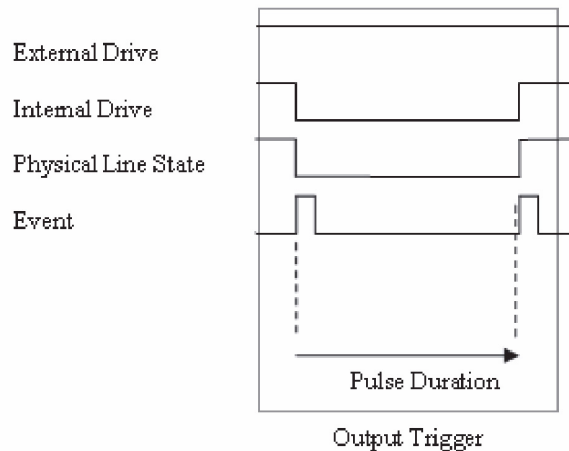 External Drive
Internal Drive
Physical Line State
Event
Pulse Duration
Output Trigger